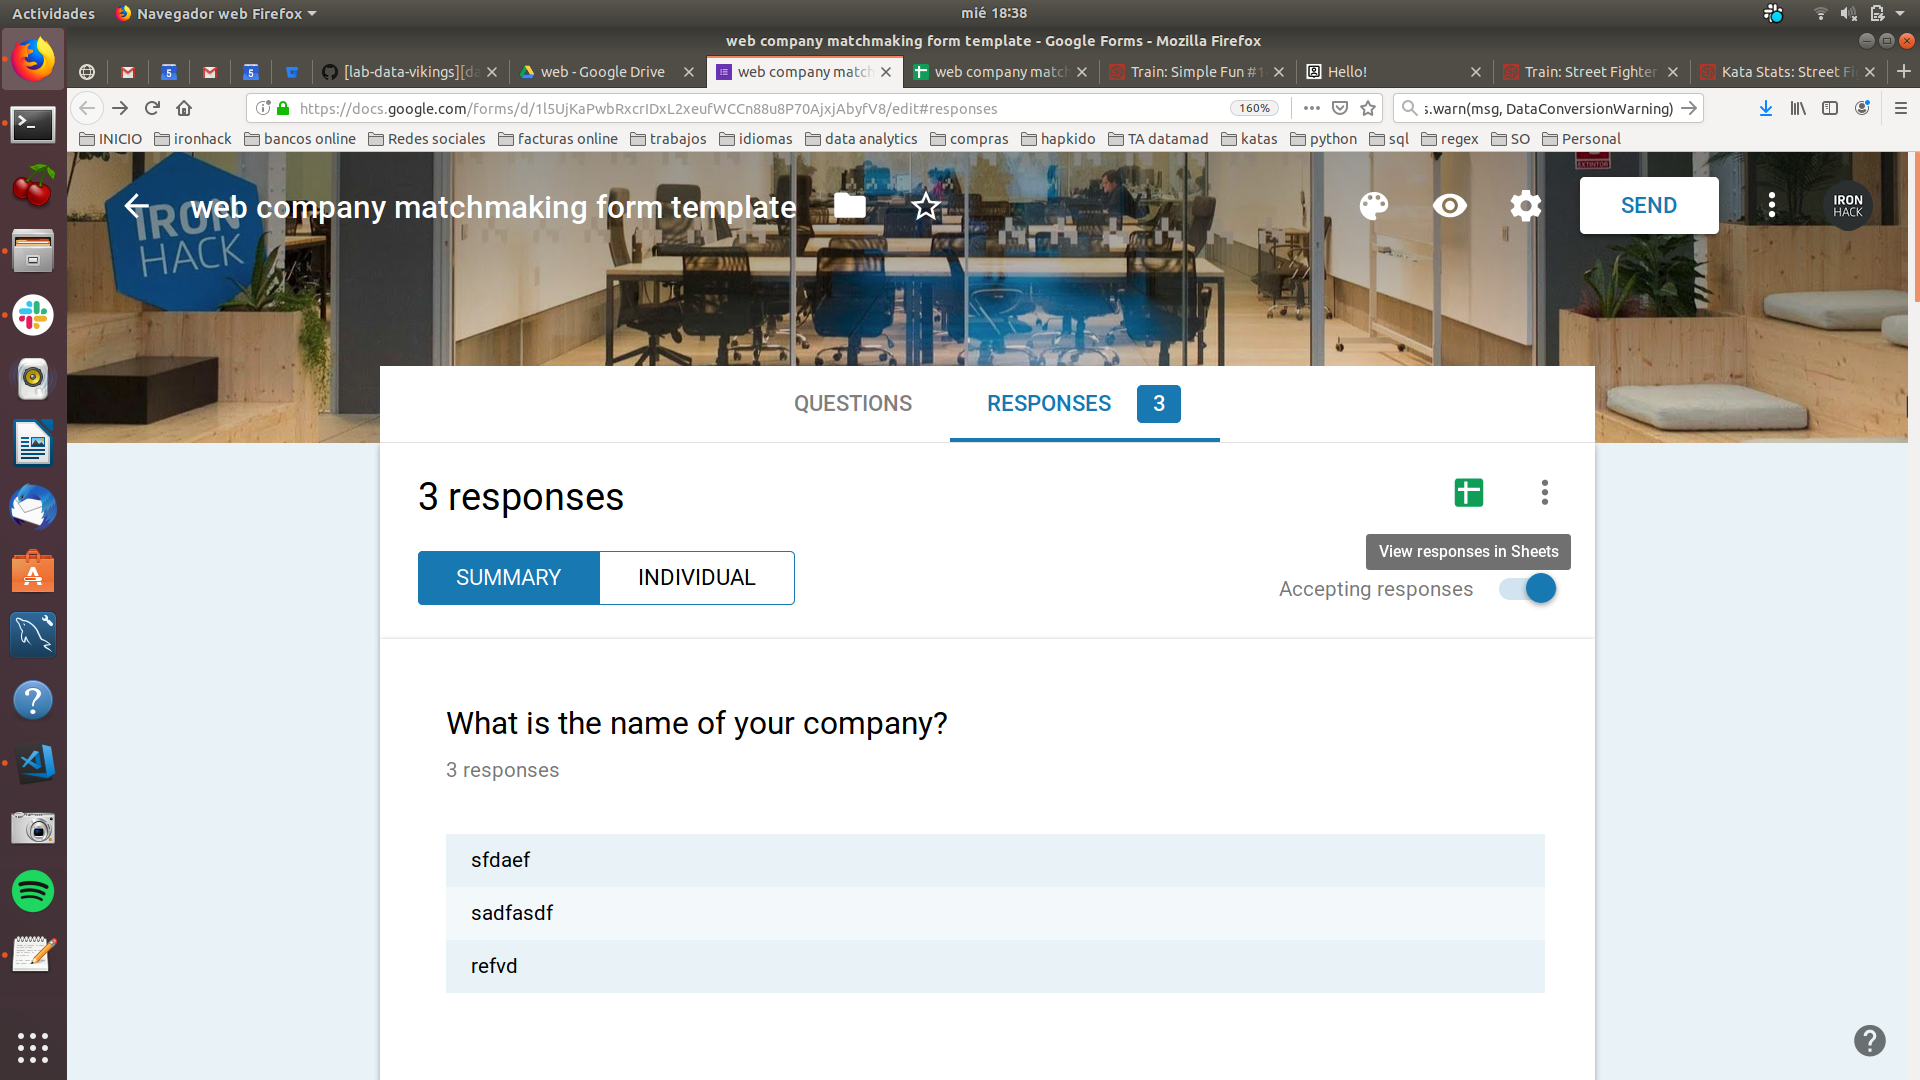 Actividades
Navegador web Firefox
mié 18:38
web company matchmaking form template - Google Forms - Mozilla Firefox
5
5
[lab-data-vikings][da
web - Google Drive
web company match
web company match
Train: Simple Fun #1
Hello!
Train: Street Fighter
Kata Stats: Street Fi
https://docs.google.com/forms/d/1l5UjKaPwbRxcrIDxL2xeufWCCn88u8P70AjxjAbyfV8/edit#responses
160%
s.warn(msg, DataConversionWarning)
INICIO
ironhack
bancos online
Redes sociales
facturas online
trabajos
idiomas
data analytics
compras
hapkido
TA datamad
katas
python
sql
regex
SO
Personal
EXTINTOR
web company matchmaking form template
SEND
IRON
HACK
IRON
HACK
QUESTIONS
RESPONSES
3
3 responses
View responses in Sheets
SUMMARY
INDIVIDUAL
Accepting responses
What is the name of your company?
3 responses
sfdaef
sadfasdf
refvd